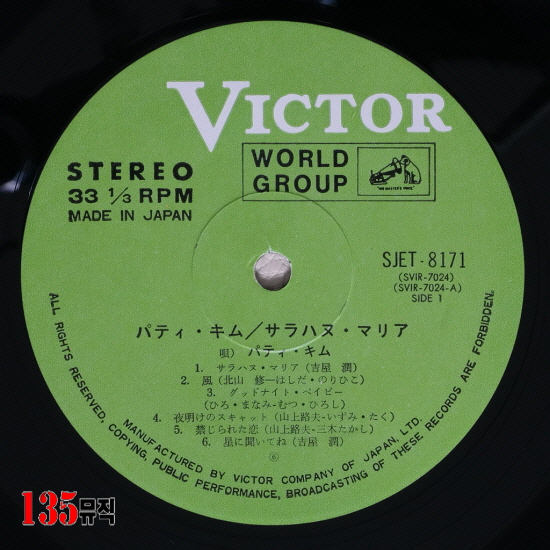 VICTOR
STEREO
33 1/3 RPM
MADE IN JAPAN
WORLD
GROUP
"HIS MASTER'S VOICE"
SJET-8171
(SVIR-7024)
(SVIR-7024-A)
SIDE 1
パティ・キム/サラハヌ・マリア
唄) パティ・キム
1. サラハヌ・マリア (吉屋 潤)
2. 風 (北山 修—はしだ・のりひこ)
3. グッドナイト・ベイビー
(ひろ・まなみ-むつ・ひろし)
4. 夜明けのスキャット (山上路夫-いずみ・たく)
5. 禁じられた恋 (山上路夫-三木たかし)
6. 星に聞いてね (吉屋 潤)
⑥
ALL RIGHTS RESERVED, COPYING, PUBLIC PERFORMANCE, BROADCASTING OF THESE RECORDS ARE FORBIDDEN.
MANUFACTURED BY VICTOR COMPANY OF JAPAN, LTD.
135뮤직